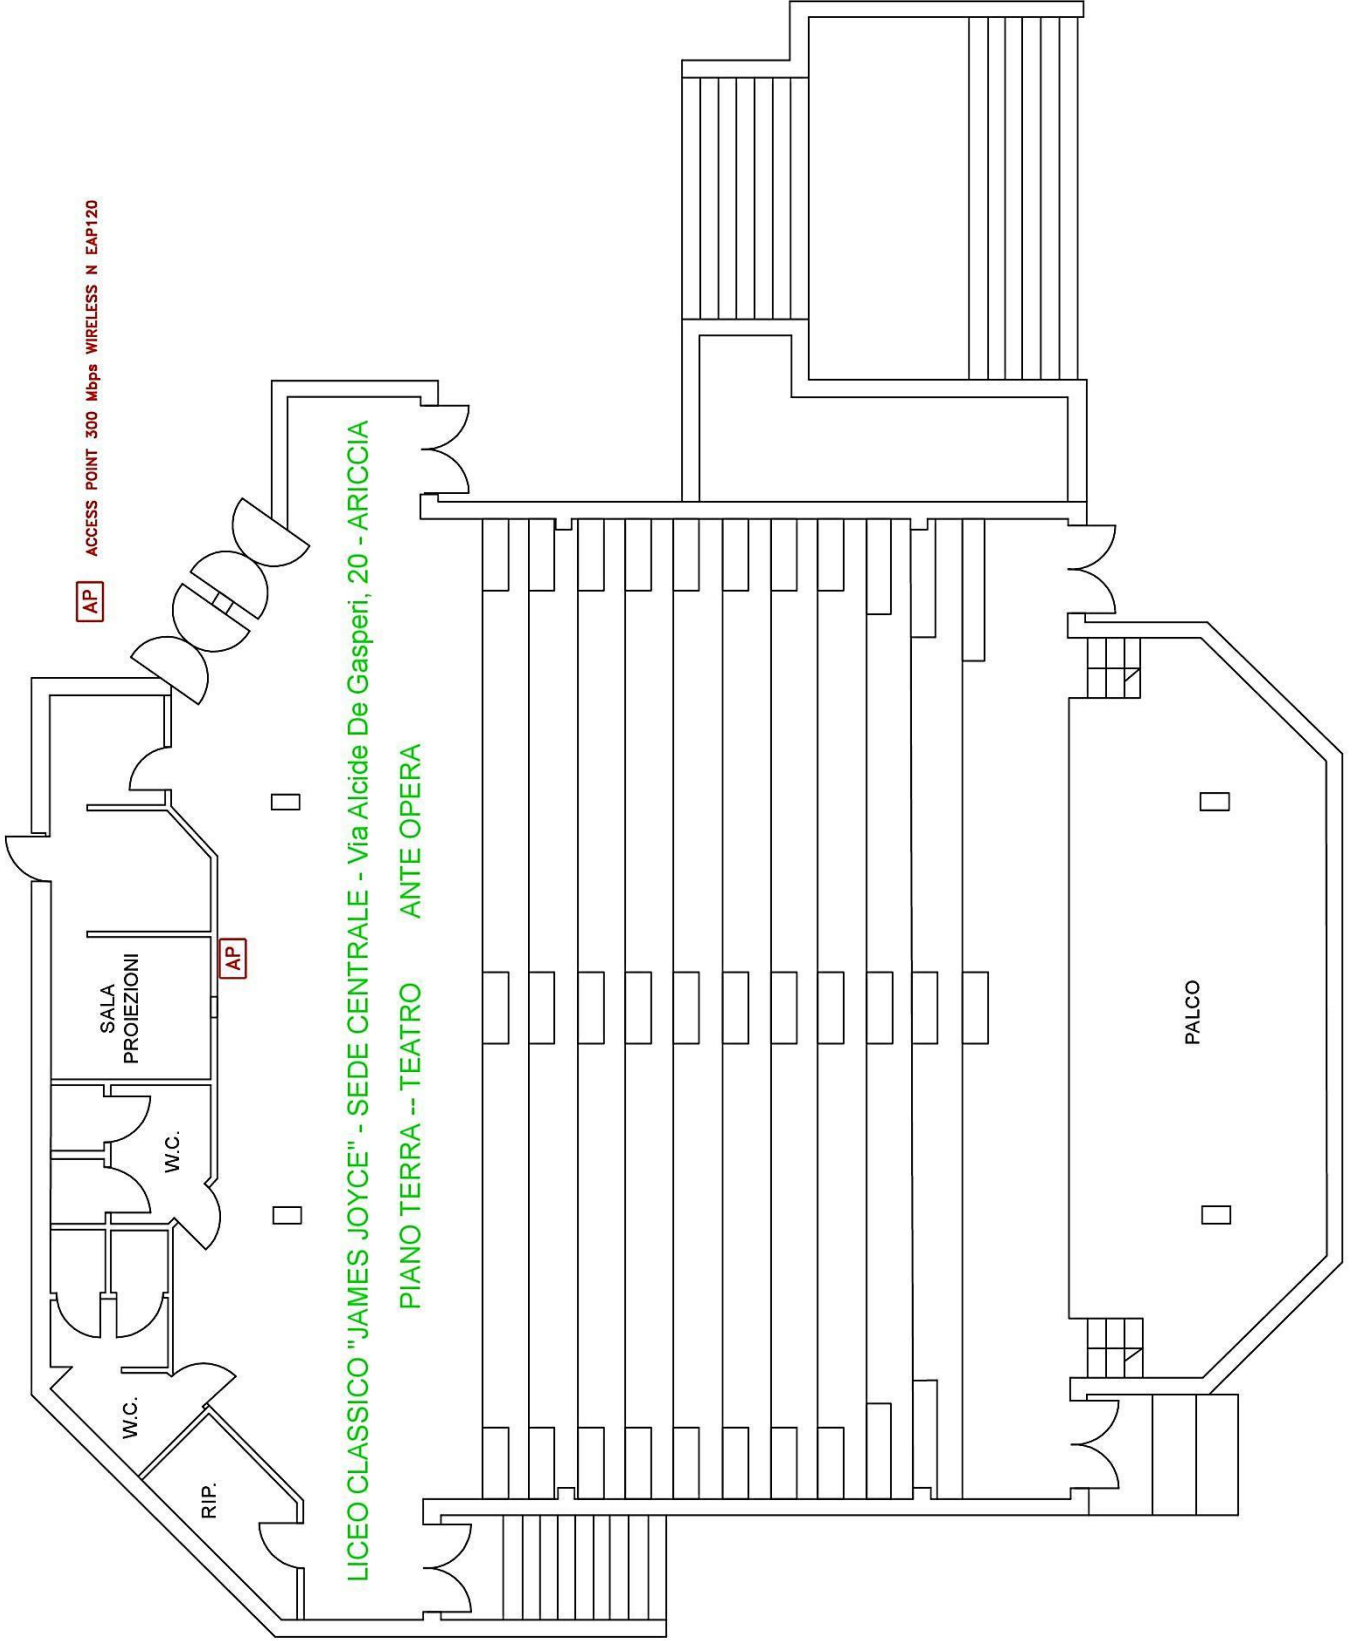 AP ACCESS POINT 300 Mbps WIRELESS N EAP120
SALA
PROIEZIONI
W.C.
W.C.
RIP.
AP
LICEO CLASSICO "JAMES JOYCE" - SEDE CENTRALE - Via Alcide De Gasperi, 20 - ARICCIA
PIANO TERRA -- TEATRO ANTE OPERA
PALCO